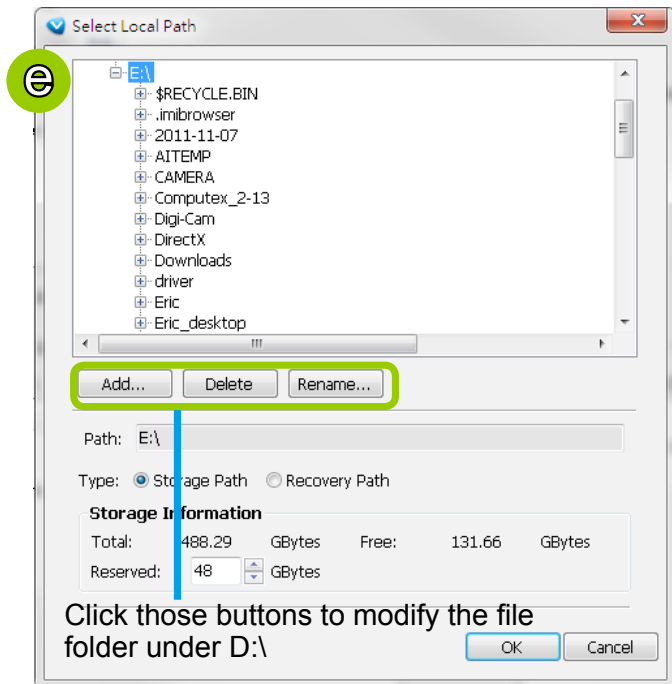 Select Local Path
e
E:\
$RECYCLE.BIN
.imibrowser
2011-11-07
AITEMP
CAMERA
Computex_2-13
Digi-Cam
DirectX
Downloads
driver
Eric
Eric_desktop
Add... Delete Rename...
Path: E:\
Type: Storage Path Recovery Path
Storage Information
Total: 488.29 GBytes Free: 131.66 GBytes
Reserved: 48 GBytes
Click those buttons to modify the file
folder under D:\
OK Cancel